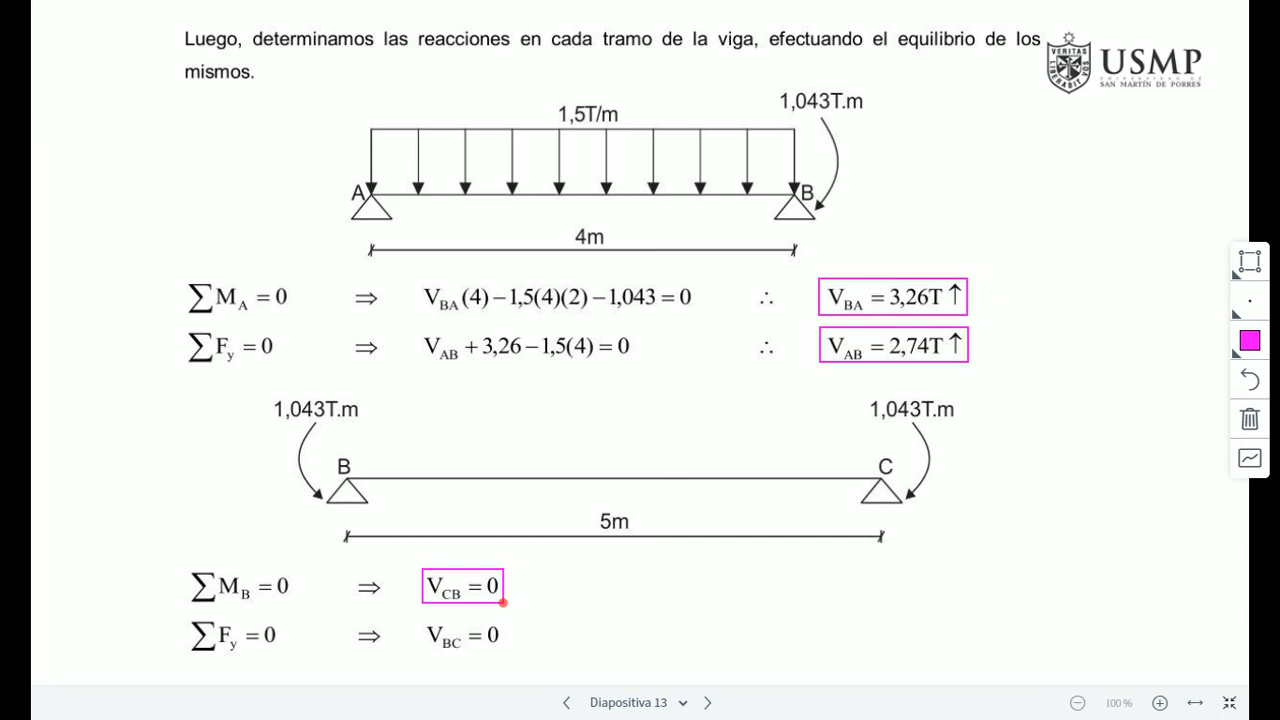 Luego, determinamos las reacciones en cada tramo de la viga, efectuando el equilibrio de los
mismos.
VERITAS LIBERABIT VOS
USMP
UNIVERSIDAD DE
SAN MARTÍN DE PORRES
1,043T.m
1,5T/m
A
B
4m
∑M_A = 0 ⇒ V_BA(4) − 1,5(4)(2) − 1,043 = 0 ∴ V_BA = 3,26T ↑
∑F_y = 0 ⇒ V_AB + 3,26 − 1,5(4) = 0 ∴ V_AB = 2,74T ↑
1,043T.m 1,043T.m
B C
5m
∑M_B = 0 ⇒ V_CB = 0
∑F_y = 0 ⇒ V_BC = 0
Diapositiva 13
100 %